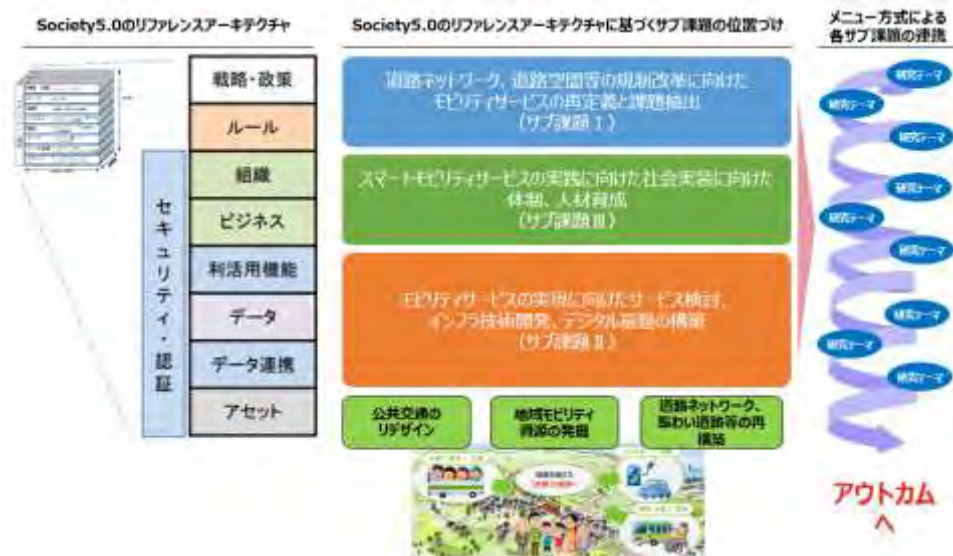 Society5.0のリファレンスアーキテクチャ
戦略・政策
ルール
組織
ビジネス
利活用機能
データ
データ連携
アセット
セキュリティ・認証
Society5.0のリファレンスアーキテクチャに基づくサブ課題の位置づけ
道路ネットワーク、道路空間等の規制改革に向けた
モビリティサービスの再定義と課題抽出
(サブ課題Ⅰ)
スマートモビリティサービスの実践に向けた社会実装に向けた
体制、人材育成
(サブ課題Ⅲ)
モビリティサービスの実現に向けたサービス検討、
インフラ技術開発、デジタル基盤の構築
(サブ課題Ⅱ)
公共交通の
リデザイン
地域モビリティ
資源の発掘
道路ネットワーク、
賑わい道路等の再
構築
メニュー方式による
各サブ課題の連携
研究テーマ
研究テーマ
研究テーマ
研究テーマ
研究テーマ
研究テーマ
研究テーマ
研究テーマ
研究テーマ
アウトカム
へ